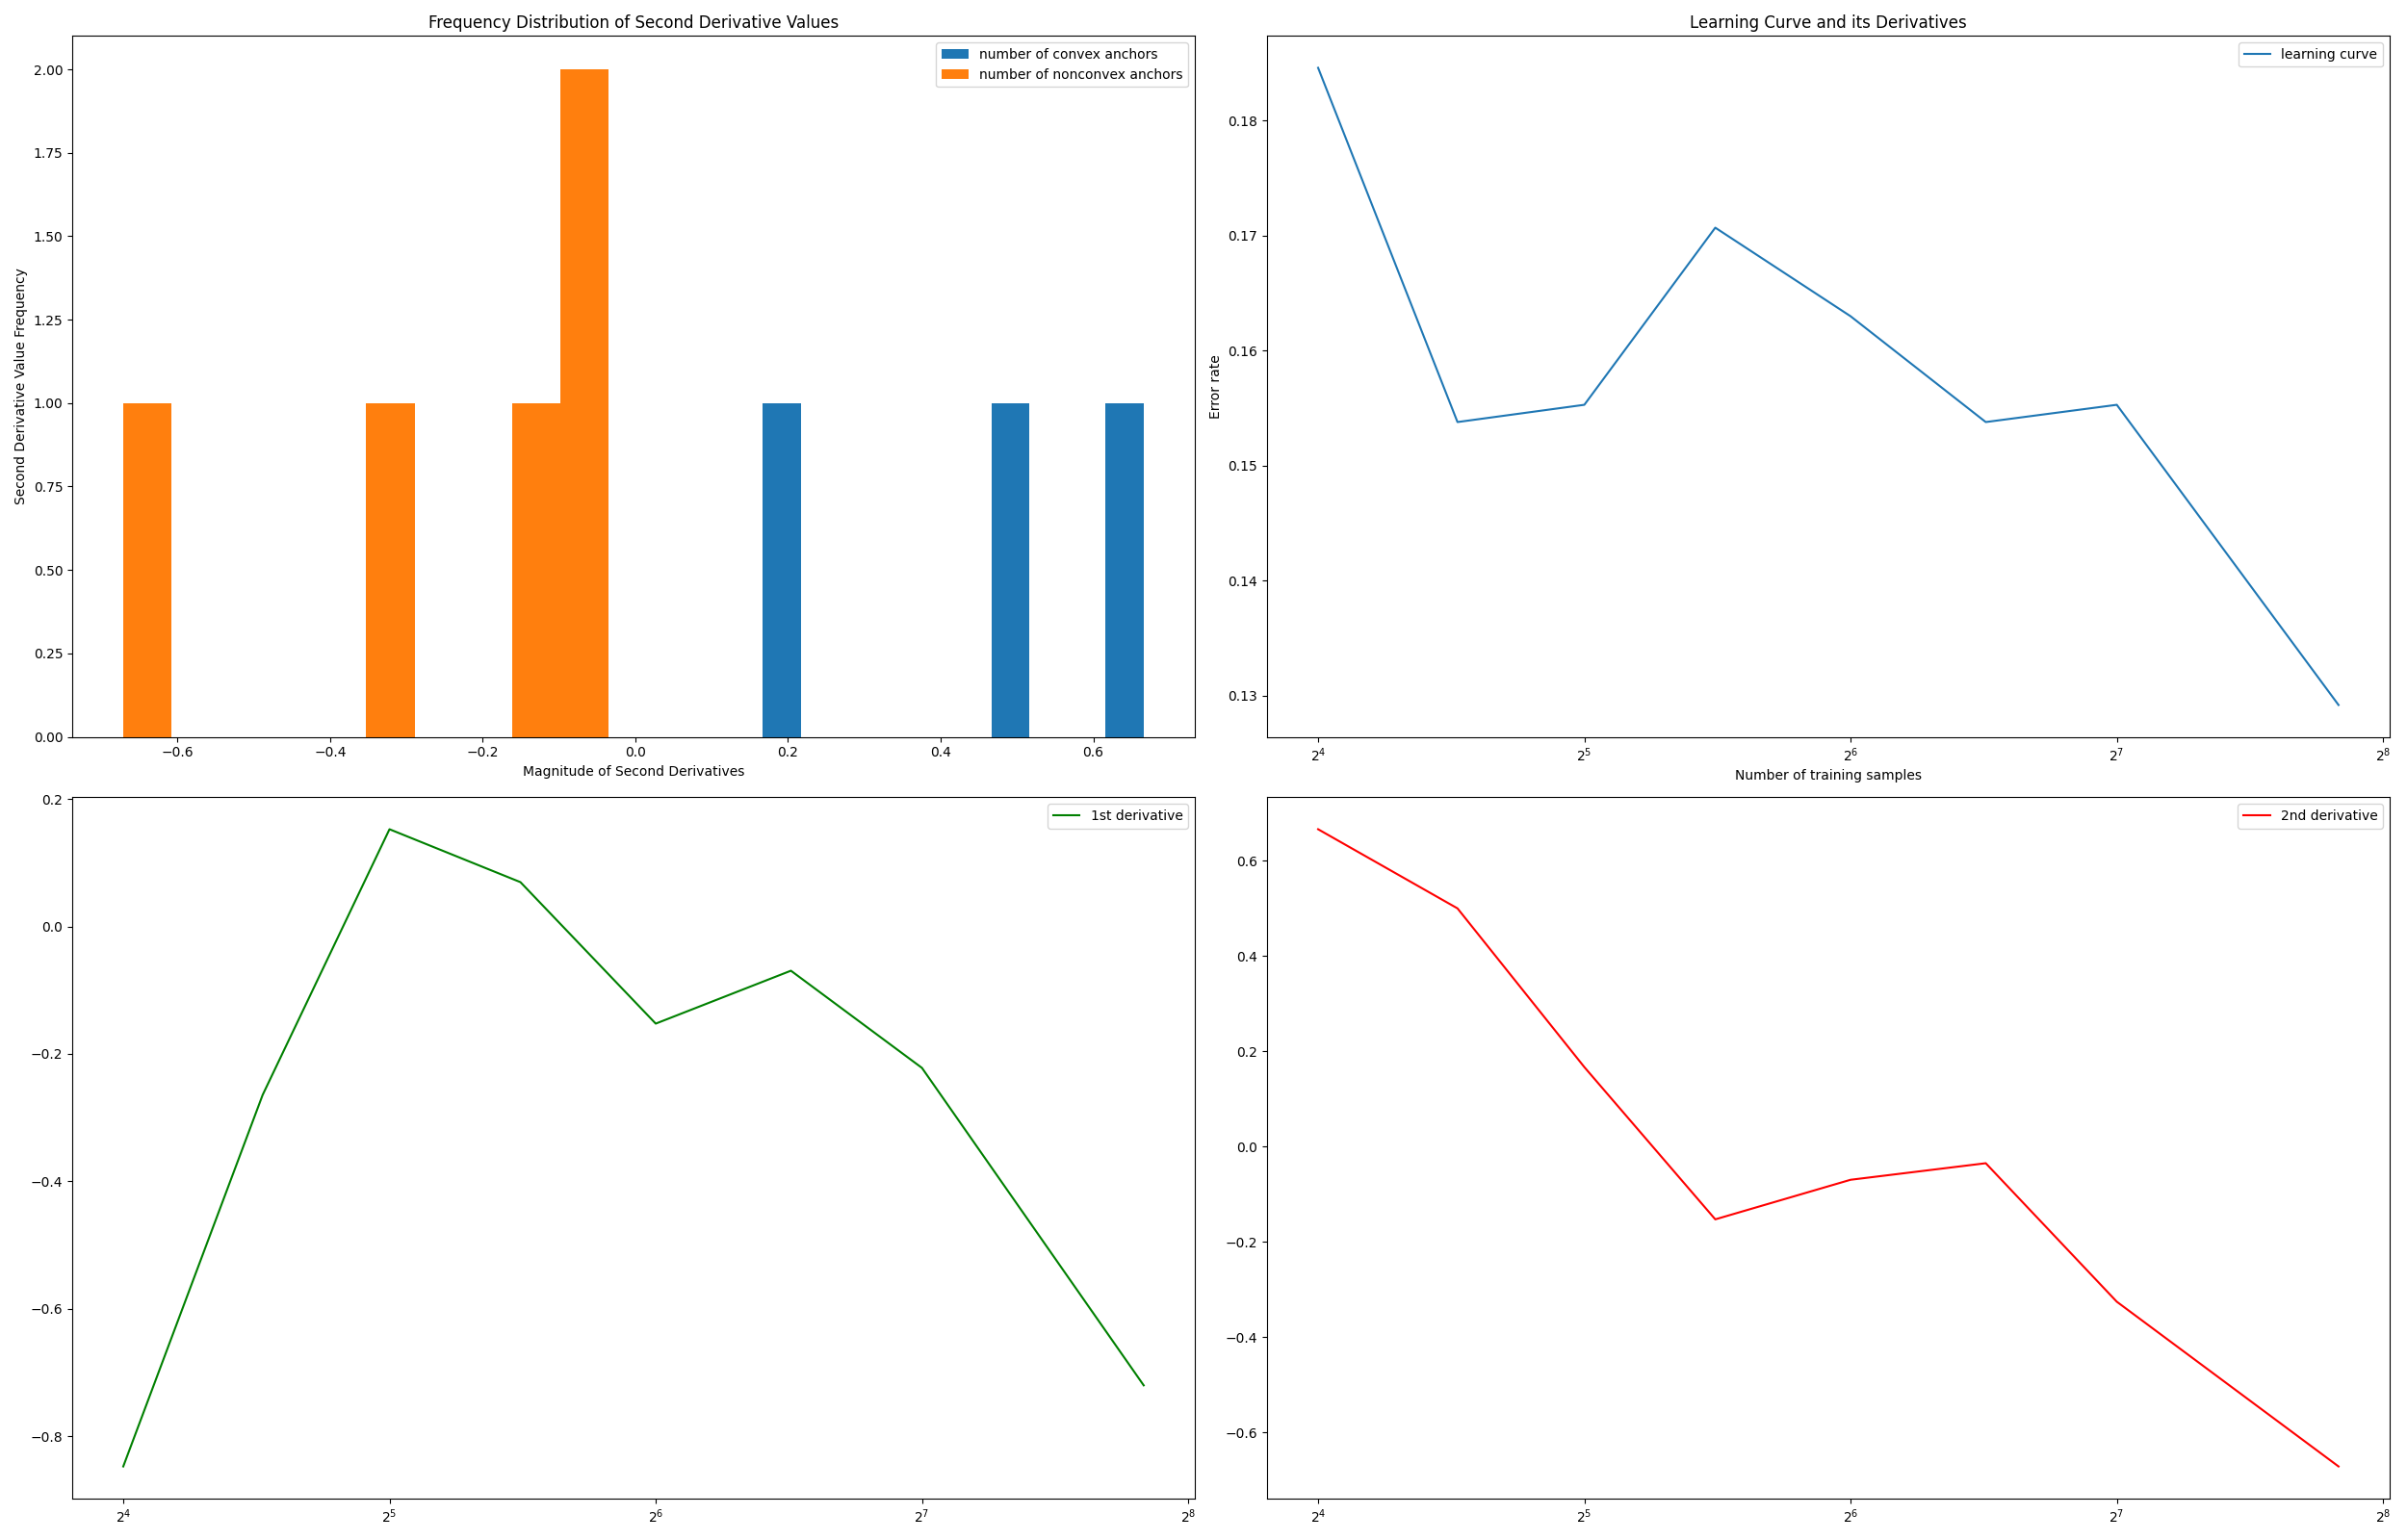 Frequency Distribution of Second Derivative Values
number of convex anchors
number of nonconvex anchors
Second Derivative Value Frequency
2.00
1.75
1.50
1.25
1.00
0.75
0.50
0.25
0.00
−0.6 −0.4 −0.2 0.0 0.2 0.4 0.6
Magnitude of Second Derivatives
Learning Curve and its Derivatives
learning curve
Error rate
0.18
0.17
0.16
0.15
0.14
0.13
2⁴ 2⁵ 2⁶ 2⁷ 2⁸
Number of training samples
1st derivative
0.2
0.0
−0.2
−0.4
−0.6
−0.8
2⁴ 2⁵ 2⁶ 2⁷ 2⁸
2nd derivative
0.6
0.4
0.2
0.0
−0.2
−0.4
−0.6
2⁴ 2⁵ 2⁶ 2⁷ 2⁸